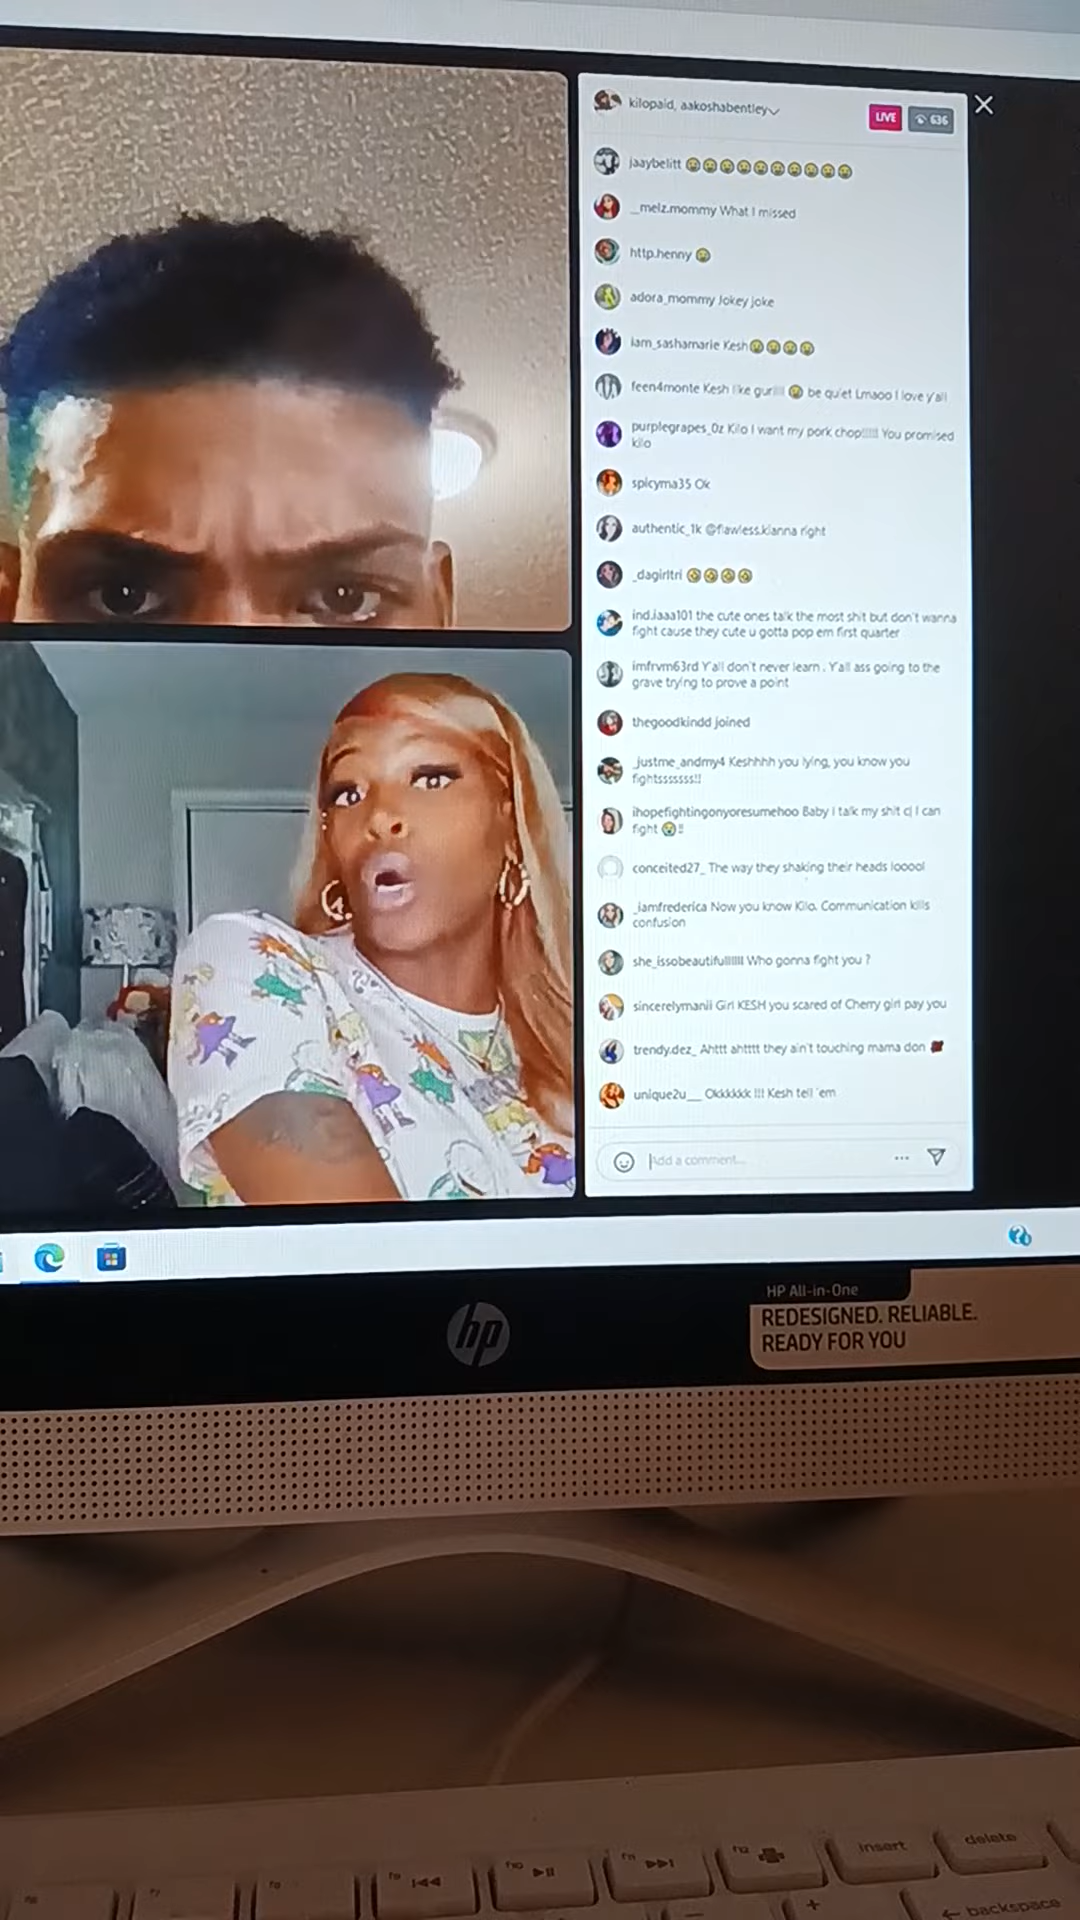 kilopaid, aakoshabentley
LIVE
636
jaaybelitt 😢😢😢😢😢😢😢😢😢😢
__melz.mommy What I missed
http.henny 😢
adora_mommy Jokey joke
iam_sashamarie Kesh😢😢😢😢
feen4monte Kesh like gurllll 😢 be quiet Lmaoo I love y'all
purplegrapes_0z Kilo I want my pork chop!!!!! You promised
kilo
spicyma35 Ok
authentic_1k @flawess.kianna right
_dagirltri 🤣🤣🤣🤣
ind.iaaa101 the cute ones talk the most shit but don't wanna
fight cause they cute u gotta pop em first quarter
imfrvm63rd Y'all don't never learn . Y'all ass going to the
grave trying to prove a point
thegoodkindd joined
_justme_andmy4 Keshhhh you lying, you know you
fightsssssss!!
ihopefightingonyoresumehoo Baby i talk my shit cj I can
fight 😭!!
conceited27_ The way they shaking their heads looool
_iamfrederica Now you know Kilo. Communication kills
confusion
Who gonna fight you ?
sincerelymanii Girl KESH you scared of Cherry girl pay you
trendy.dez_ Ahttt ahtttt they ain't touching mama don
unique2u__ Okkkkkk !!! Kesh tell 'em
Add a comment...
HP All-in-One
REDESIGNED. RELIABLE.
READY FOR YOU
hp
insert
delete
backspace